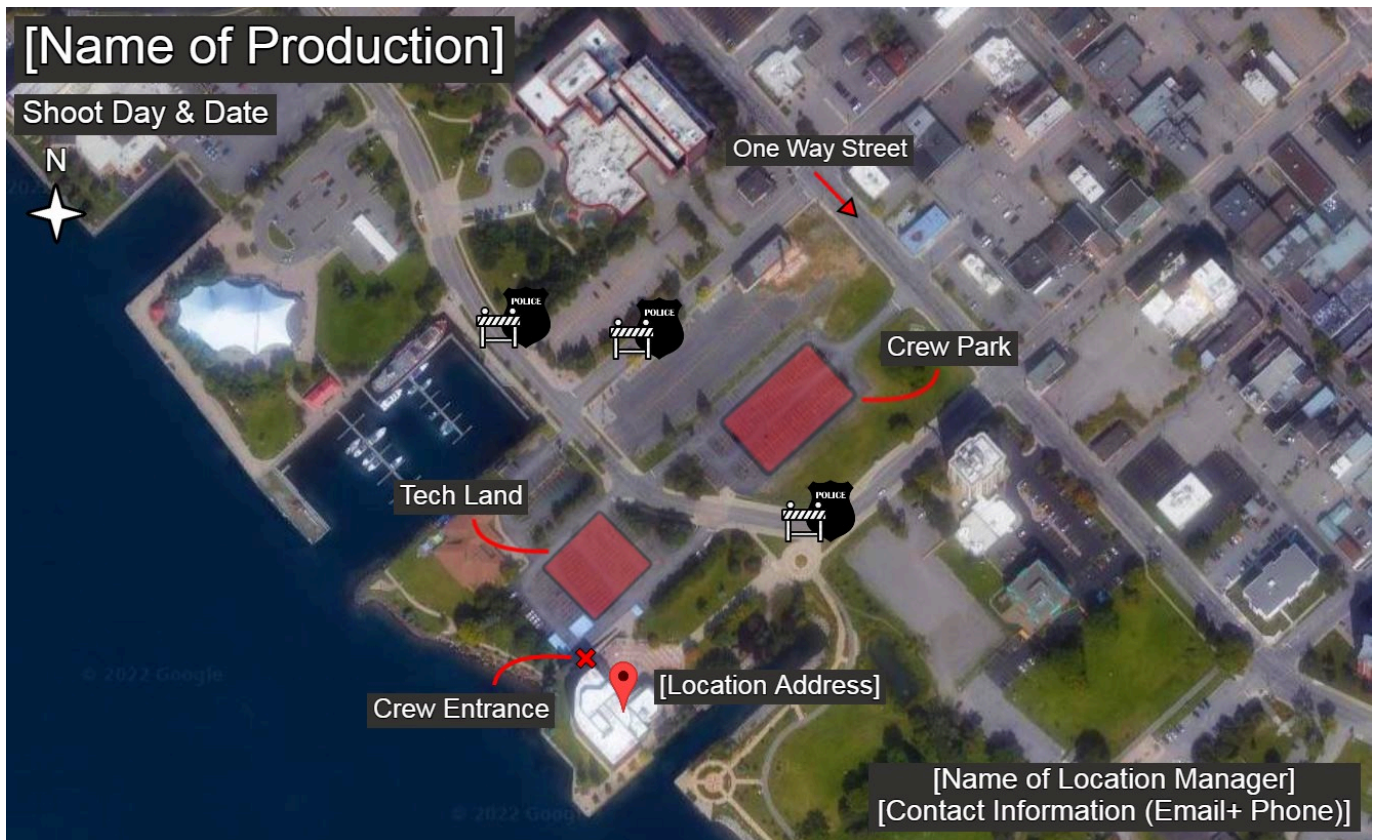 [Name of Production]
Shoot Day & Date
N
One Way Street
POLICE
POLICE
Crew Park
Tech Land
POLICE
[Location Address]
Crew Entrance
© 2022 Google
[Name of Location Manager]
[Contact Information (Email+ Phone)]
© 2022 Google